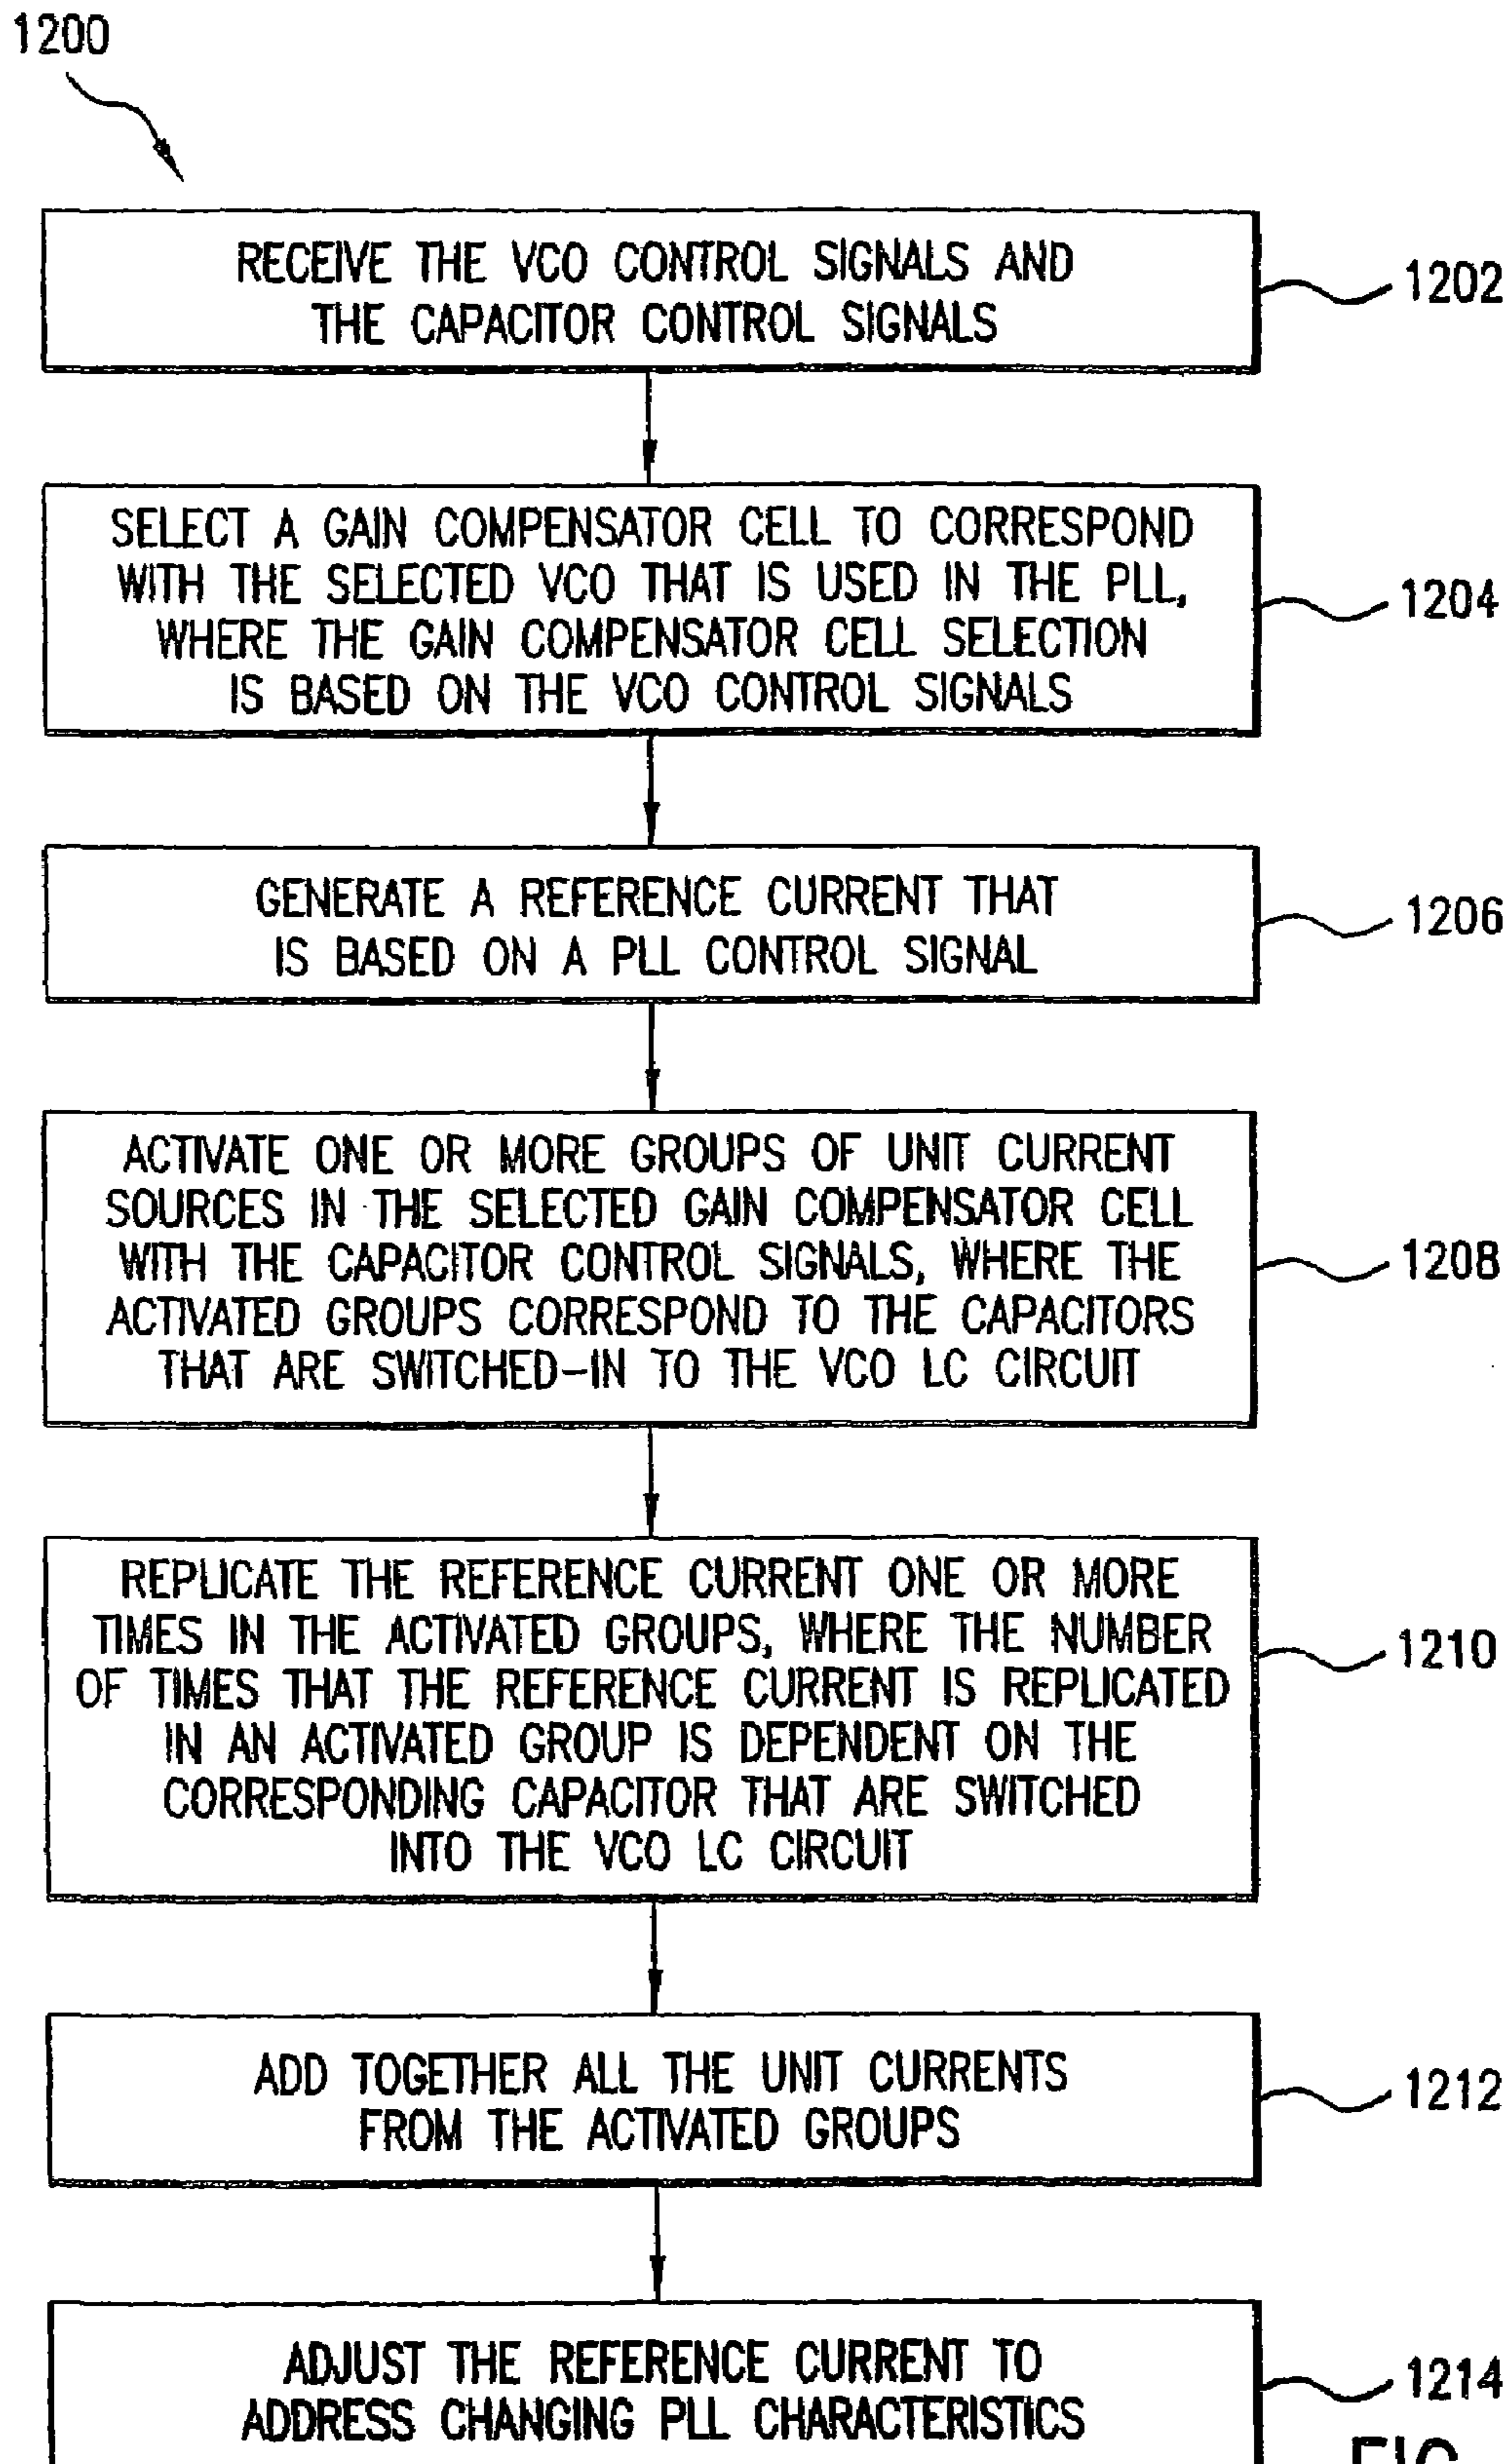 1200
RECEIVE THE VCO CONTROL SIGNALS AND
THE CAPACITOR CONTROL SIGNALS
1202
SELECT A GAIN COMPENSATOR CELL TO CORRESPOND
WITH THE SELECTED VCO THAT IS USED IN THE PLL,
WHERE THE GAIN COMPENSATOR CELL SELECTION
IS BASED ON THE VCO CONTROL SIGNALS
1204
GENERATE A REFERENCE CURRENT THAT
IS BASED ON A PLL CONTROL SIGNAL
1206
ACTIVATE ONE OR MORE GROUPS OF UNIT CURRENT
SOURCES IN THE SELECTED GAIN COMPENSATOR CELL
WITH THE CAPACITOR CONTROL SIGNALS, WHERE THE
ACTIVATED GROUPS CORRESPOND TO THE CAPACITORS
THAT ARE SWITCHED-IN TO THE VCO LC CIRCUIT
1208
REPLICATE THE REFERENCE CURRENT ONE OR MORE
TIMES IN THE ACTIVATED GROUPS, WHERE THE NUMBER
OF TIMES THAT THE REFERENCE CURRENT IS REPLICATED
IN AN ACTIVATED GROUP IS DEPENDENT ON THE
CORRESPONDING CAPACITOR THAT ARE SWITCHED
INTO THE VCO LC CIRCUIT
1210
ADD TOGETHER ALL THE UNIT CURRENTS
FROM THE ACTIVATED GROUPS
1212
ADJUST THE REFERENCE CURRENT TO
ADDRESS CHANGING PLL CHARACTERISTICS
1214
FIG